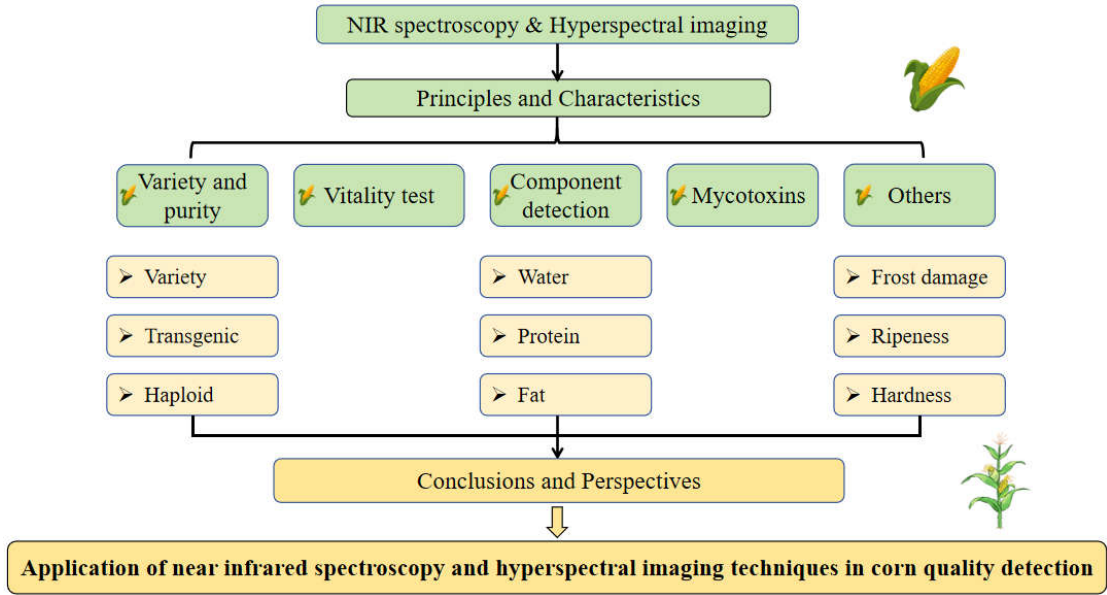 NIR spectroscopy & Hyperspectral imaging
Principles and Characteristics
Variety and
purity
Vitality test
Component
detection
Mycotoxins
Others
➢ Variety
➢ Water
➢ Frost damage
➢ Transgenic
➢ Protein
➢ Ripeness
➢ Haploid
➢ Fat
➢ Hardness
Conclusions and Perspectives
Application of near infrared spectroscopy and hyperspectral imaging techniques in corn quality detection